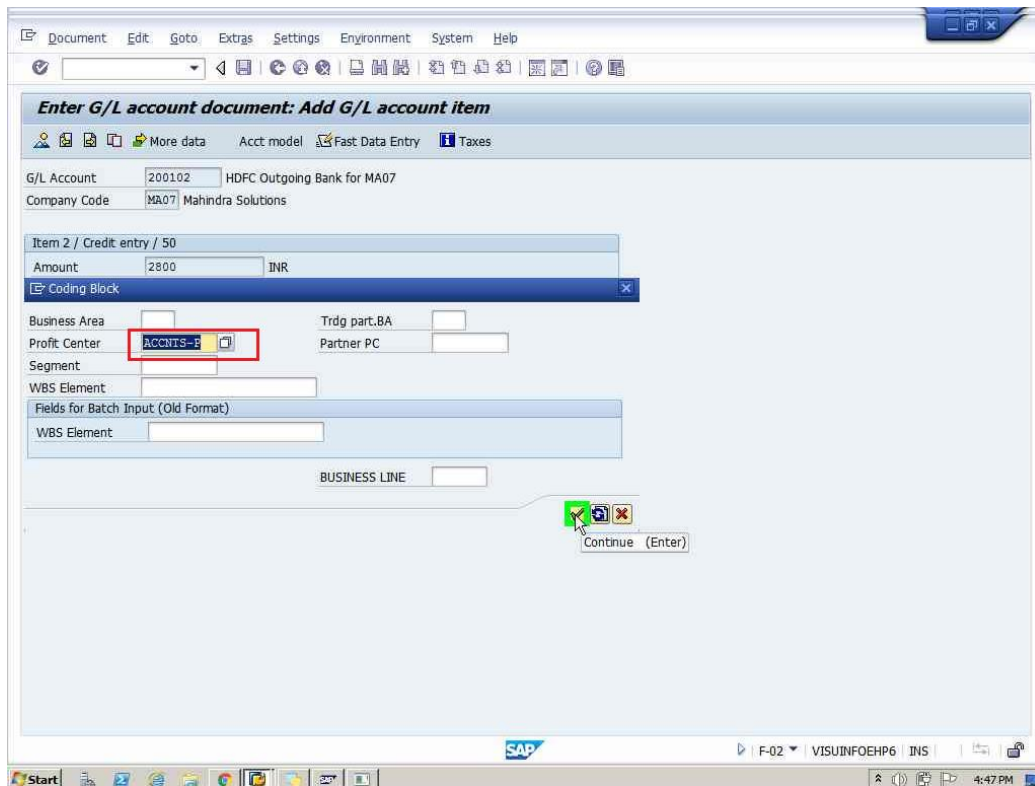 Document Edit Goto Extras Settings Environment System Help
Enter G/L account document: Add G/L account item
More data Acct model Fast Data Entry Taxes
G/L Account 200102 HDFC Outgoing Bank for MA07
Company Code MA07 Mahindra Solutions
Item 2 / Credit entry / 50
Amount 2800 INR
Coding Block
Business Area Trdg part.BA
Profit Center ACCNTS-P Partner PC
Segment
WBS Element
Fields for Batch Input (Old Format)
WBS Element
BUSINESS LINE
Continue (Enter)
SAP F-02 VISUINFOEHP6 INS
Start 4:47 PM